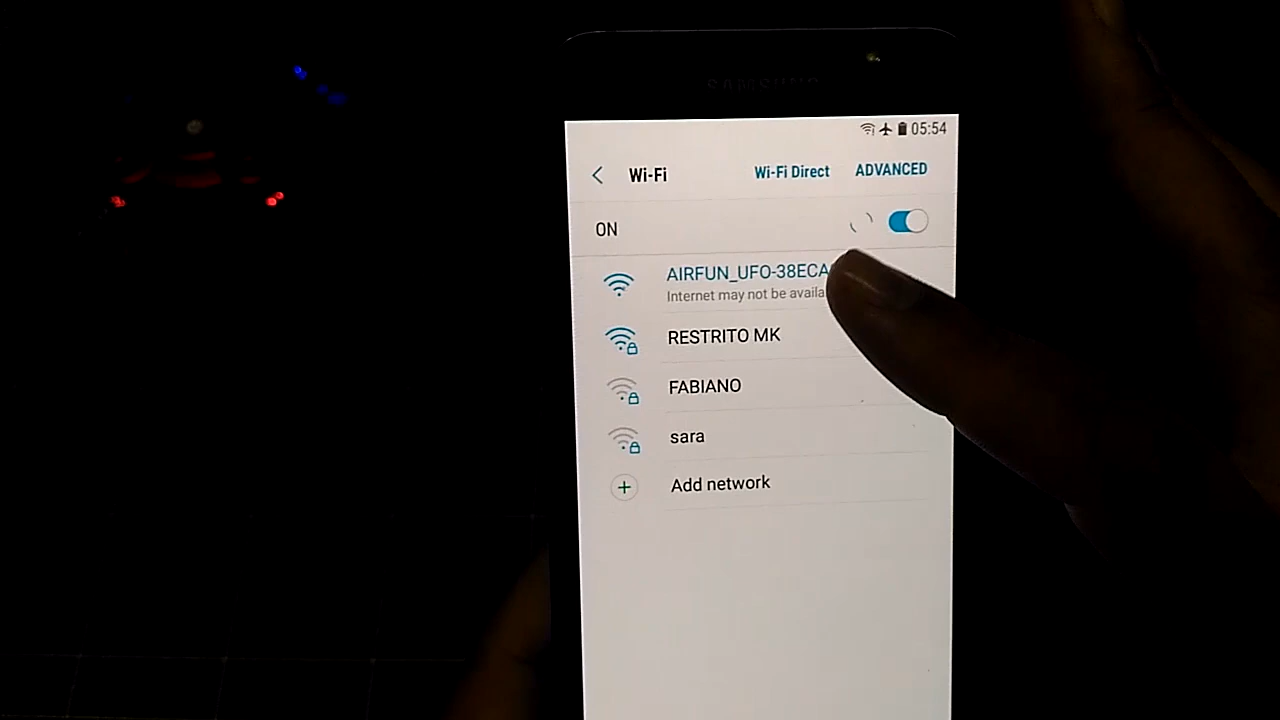 SAMSUNG
05:54
Wi-Fi
Wi-Fi Direct
ADVANCED
ON
AIRFUN_UFO-38ECA
Internet may not be availa
RESTRITO MK
FABIANO
sara
Add network